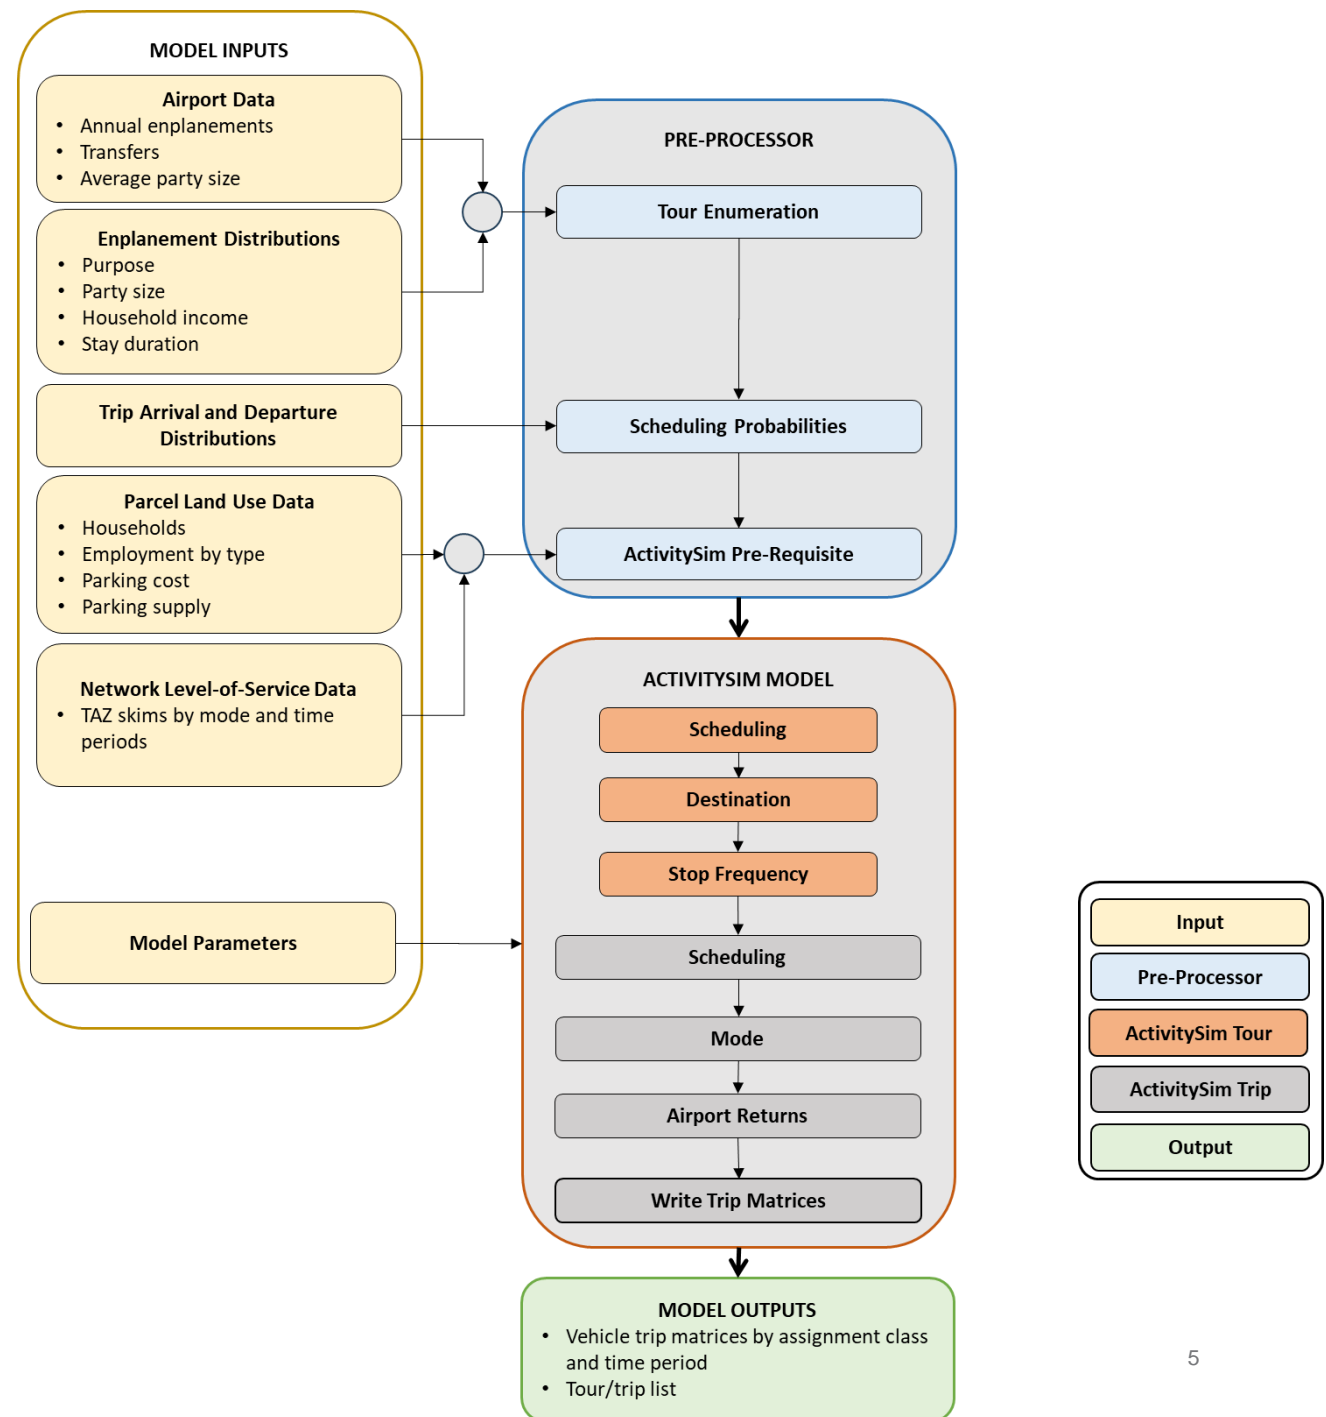 MODEL INPUTS
Airport Data
• Annual enplanements
• Transfers
• Average party size
Enplanement Distributions
• Purpose
• Party size
• Household income
• Stay duration
Trip Arrival and Departure
Distributions
Parcel Land Use Data
• Households
• Employment by type
• Parking cost
• Parking supply
Network Level-of-Service Data
• TAZ skims by mode and time
periods
Model Parameters
PRE-PROCESSOR
Tour Enumeration
Scheduling Probabilities
ActivitySim Pre-Requisite
ACTIVITYSIM MODEL
Scheduling
Destination
Stop Frequency
Scheduling
Mode
Airport Returns
Write Trip Matrices
MODEL OUTPUTS
• Vehicle trip matrices by assignment class
and time period
• Tour/trip list
Input
Pre-Processor
ActivitySim Tour
ActivitySim Trip
Output
5